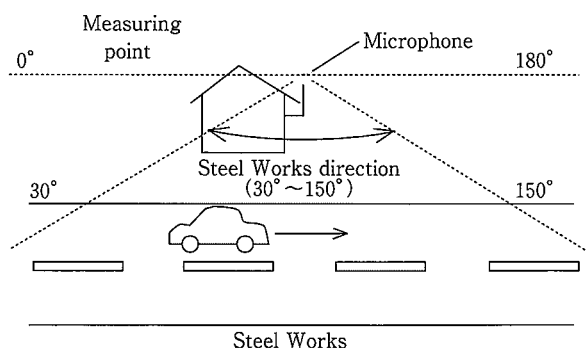 Measuring
point
Microphone
0°
180°
Steel Works direction
(30°～150°)
30°
150°
Steel Works